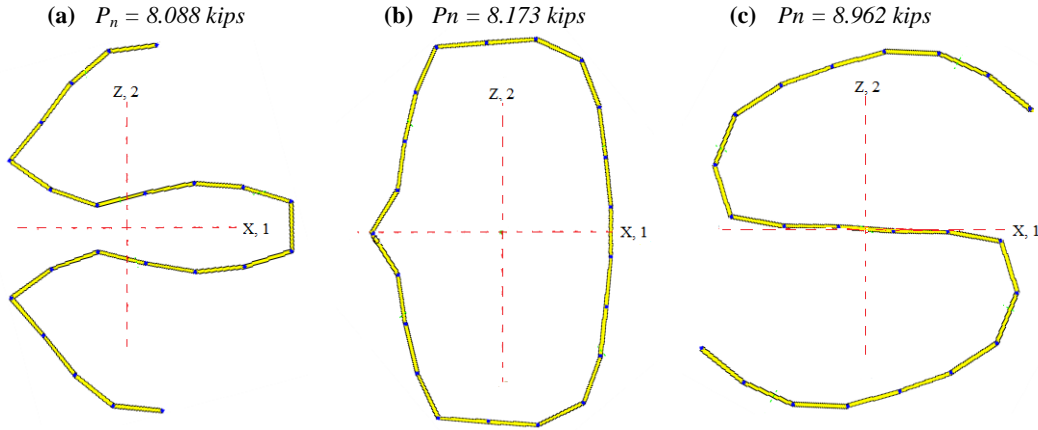 (a) Pn = 8.088 kips
(b) Pn = 8.173 kips
(c) Pn = 8.962 kips
Z, 2
X, 1
Z, 2
X, 1
Z, 2
X, 1